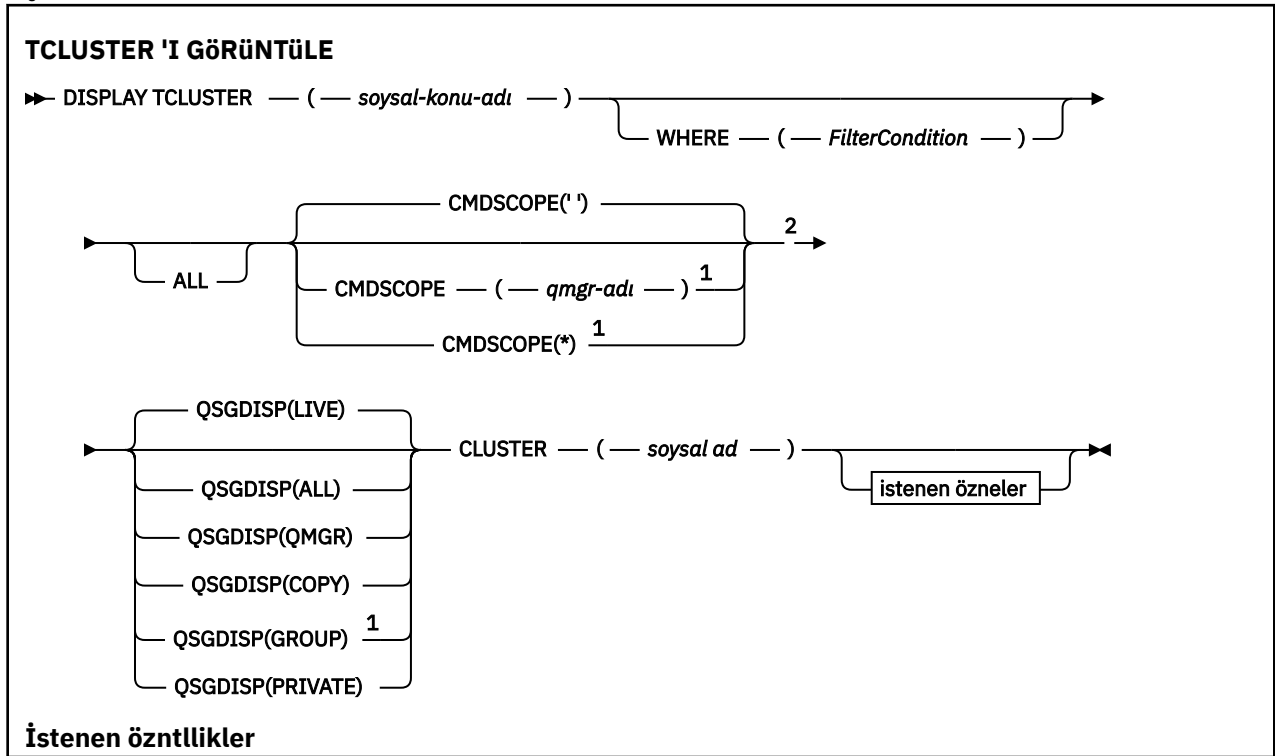 TCLUSTER 'I GöRüNTüLE
DISPLAY TCLUSTER ( soysal-konu-adı )
WHERE ( FilterCondition )
ALL
CMDSCOPE(' ')
CMDSCOPE ( qmgr-adı ) 1
CMDSCOPE(*) 1
2
QSGDISP(LIVE)
QSGDISP(ALL)
QSGDISP(QMGR)
QSGDISP(COPY)
QSGDISP(GROUP) 1
QSGDISP(PRIVATE)
CLUSTER ( soysal ad )
istenen özneler
İstenen özntllikler